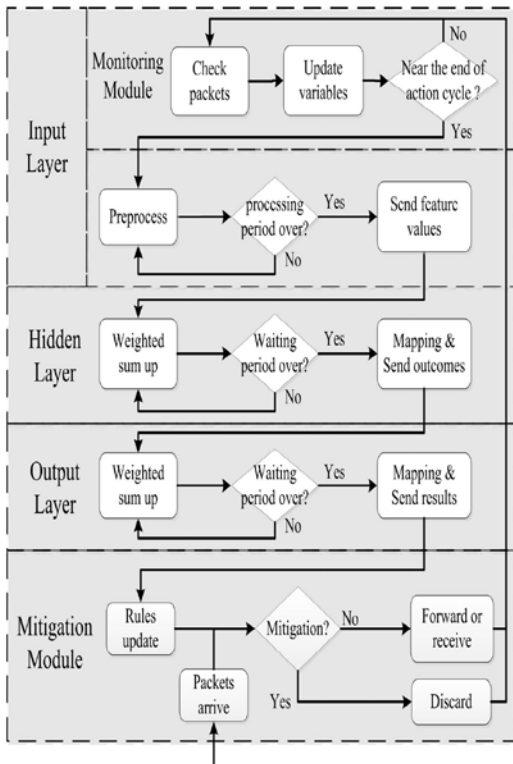 No
Monitoring
Module
Check
packets
Update
variables
Near the end of
action cycle ?
Yes
Input
Layer
Preprocess
processing
period over?
Yes
Send feature
values
No
Hidden
Layer
Weighted
sum up
Waiting
period over?
Yes
Mapping &
Send outcomes
No
Output
Layer
Weighted
sum up
Waiting
period over?
Yes
Mapping &
Send results
No
Mitigation
Module
Rules
update
Mitigation?
No
Forward or
receive
Packets
arrive
Yes
Discard